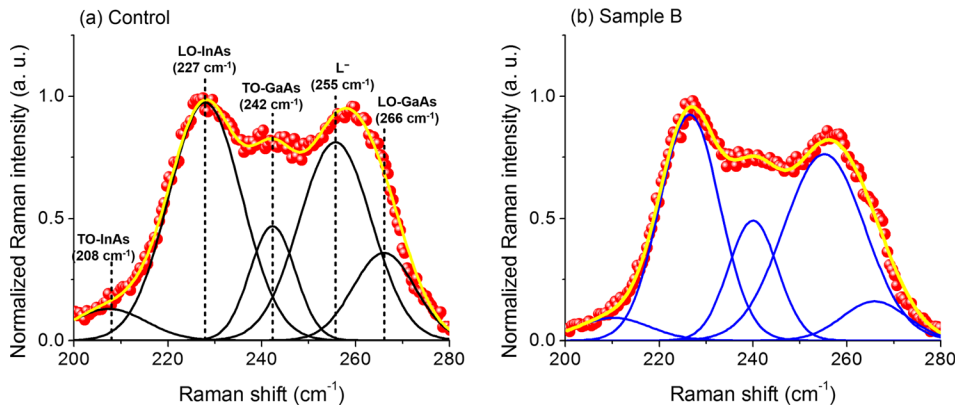 (a) Control
Normalized Raman intensity (a. u.)
1.0
0.5
0.0
LO-InAs
(227 cm⁻¹)
TO-GaAs
(242 cm⁻¹)
L⁻
(255 cm⁻¹)
LO-GaAs
(266 cm⁻¹)
TO-InAs
(208 cm⁻¹)
200 220 240 260 280
Raman shift (cm⁻¹)
(b) Sample B
Normalized Raman intensity (a. u.)
1.0
0.5
0.0
200 220 240 260 280
Raman shift (cm⁻¹)